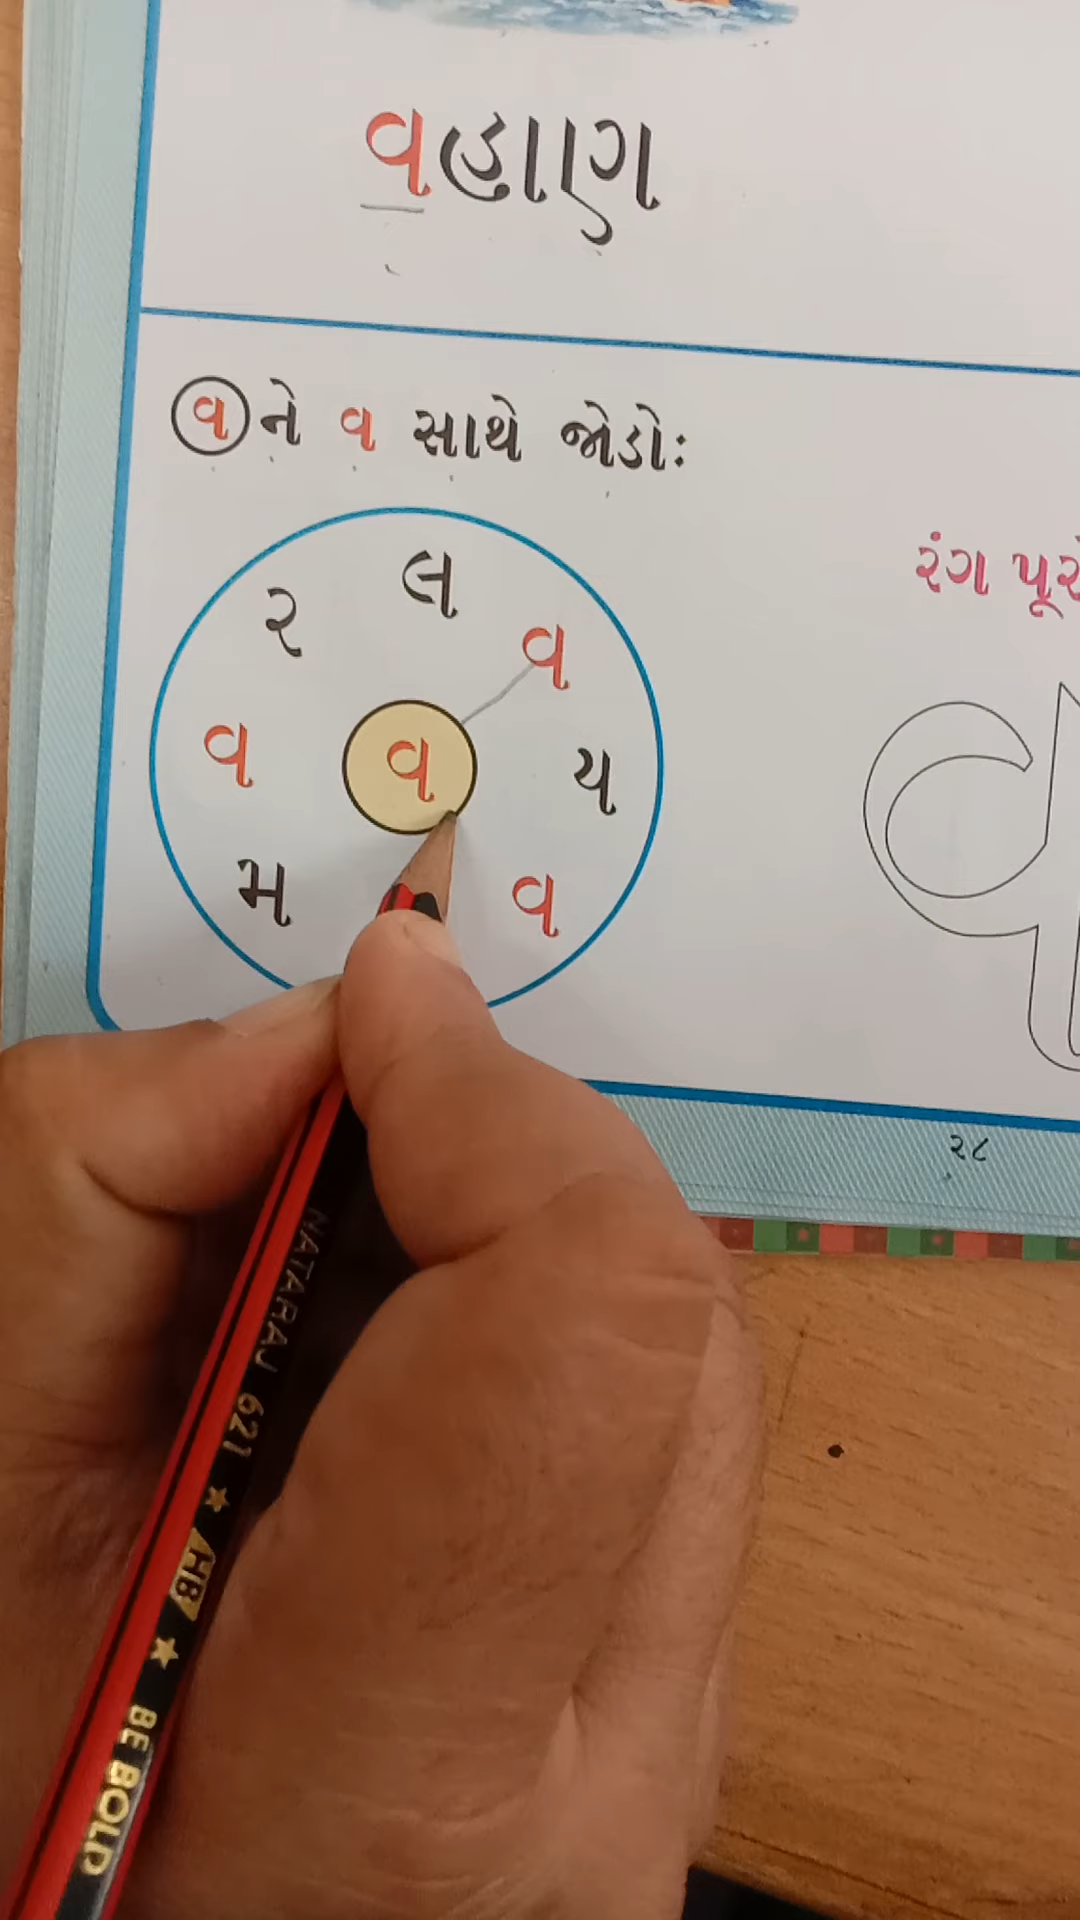 વહાણ
વ ને વ સાથે જોડો:
લ
ર
વ
વ
વ
ય
મ
વ
રંગ પૂ
૨૮
NATARAJ 621 ★ HB ★ BE BOLD